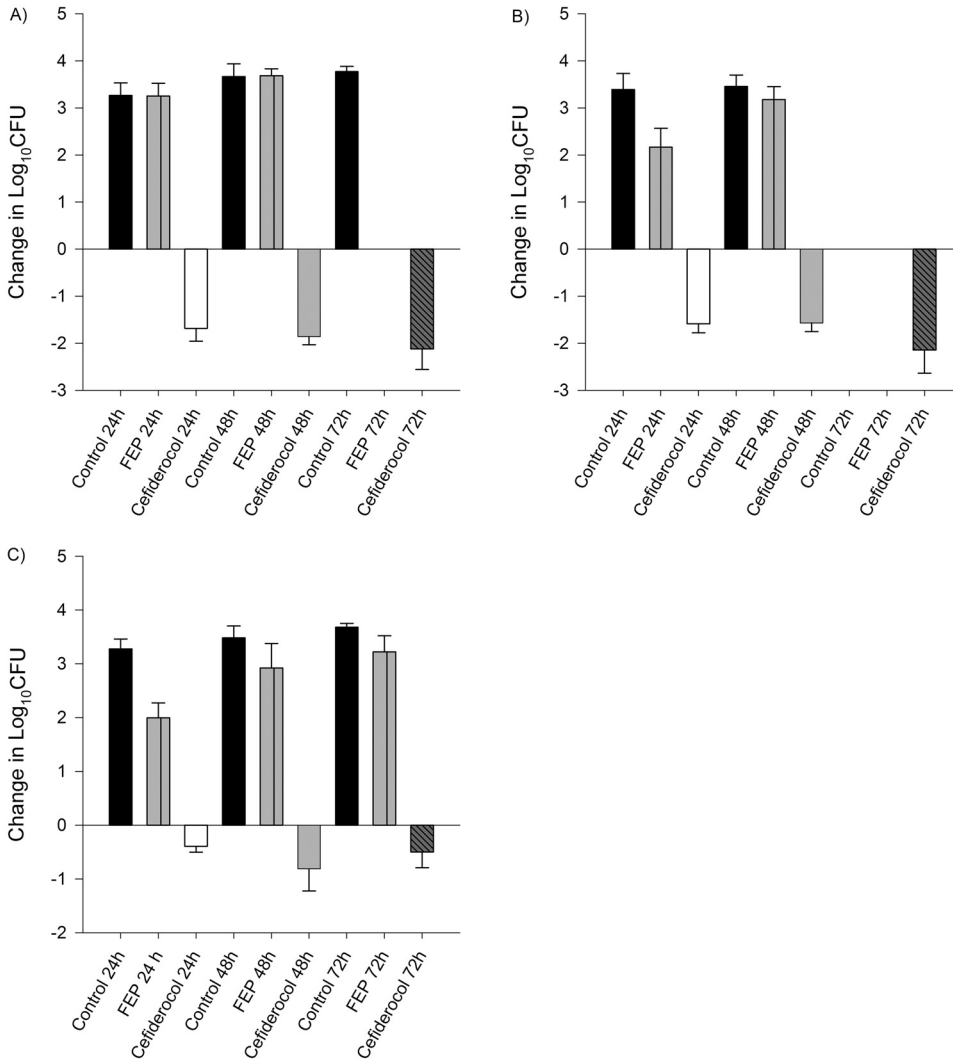 A)
Change in Log10CFU
5
4
3
2
1
0
-1
-2
-3
Control 24h
FEP 24h
Cefiderocol 24h
Control 48h
FEP 48h
Cefiderocol 48h
Control 72h
FEP 72h
Cefiderocol 72h
B)
Change in Log10CFU
5
4
3
2
1
0
-1
-2
-3
Control 24h
FEP 24h
Cefiderocol 24h
Control 48h
FEP 48h
Cefiderocol 48h
Control 72h
FEP 72h
Cefiderocol 72h
C)
Change in Log10CFU
5
4
3
2
1
0
-1
-2
Control 24h
FEP 24 h
Cefiderocol 24h
Control 48h
FEP 48h
Cefiderocol 48h
Control 72h
FEP 72h
Cefiderocol 72h